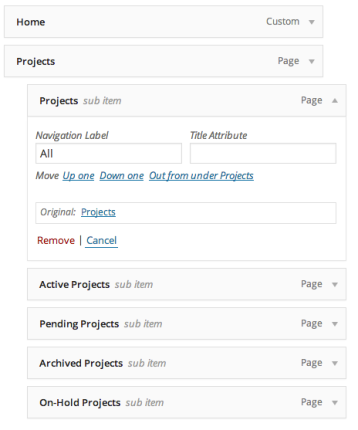 Home Custom
Projects Page
Projects sub item Page
Navigation Label Title Attribute
All
Move Up one Down one Out from under Projects
Original: Projects
Remove | Cancel
Active Projects sub item Page
Pending Projects sub item Page
Archived Projects sub item Page
On-Hold Projects sub item Page